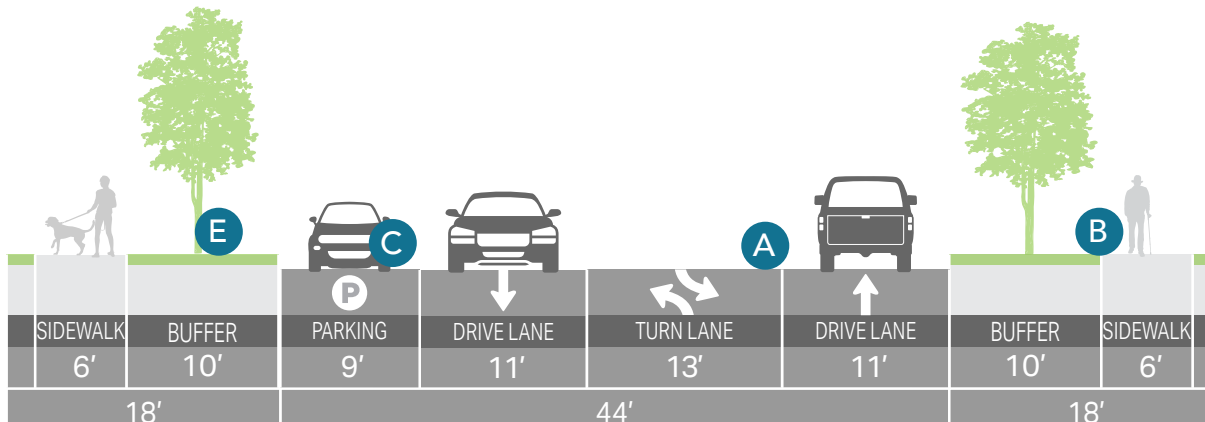 E
C
A
B
P
SIDEWALK BUFFER PARKING DRIVE LANE TURN LANE DRIVE LANE BUFFER SIDEWALK
6′ 10′ 9′ 11′ 13′ 11′ 10′ 6′
18′ 44′ 18′